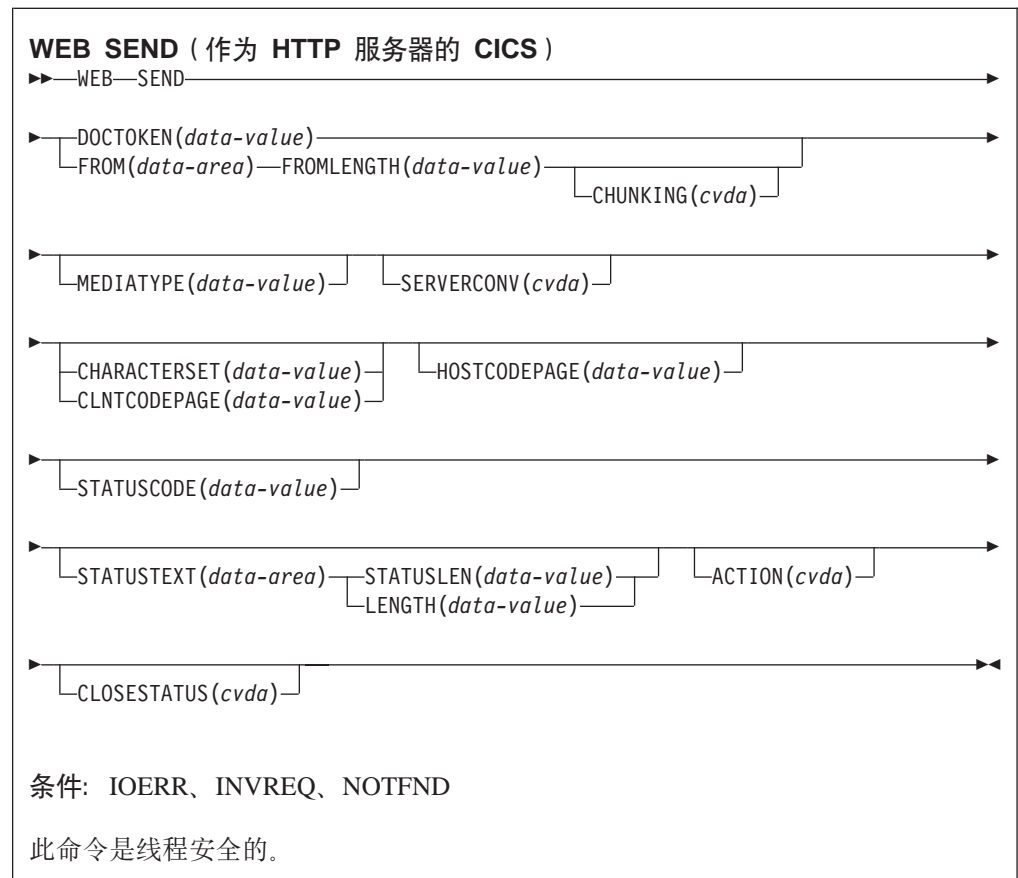 WEB SEND(作为 HTTP 服务器的 CICS)
WEB SEND
DOCTOKEN(data-value)
FROM(data-area) FROMLENGTH(data-value)
CHUNKING(cvda)
MEDIATYPE(data-value) SERVERCONV(cvda)
CHARACTERSET(data-value) HOSTCODEPAGE(data-value)
CLNTCODEPAGE(data-value)
STATUSCODE(data-value)
STATUSTEXT(data-area) STATUSLEN(data-value) ACTION(cvda)
LENGTH(data-value)
CLOSESTATUS(cvda)
条件: IOERR、INVREQ、NOTFND
此命令是线程安全的。